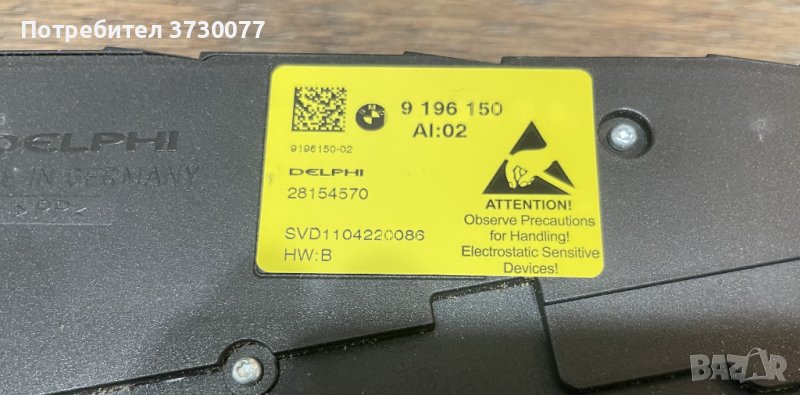 Потребител 3730077
9 196 150
AI:02
9196150-02
DELPHI
28154570
SVD1104220086
HW:B
ATTENTION!
Observe Precautions
for Handling!
Electrostatic Sensitive
Devices!
DELPHI
IN GERMANY
BAZAR